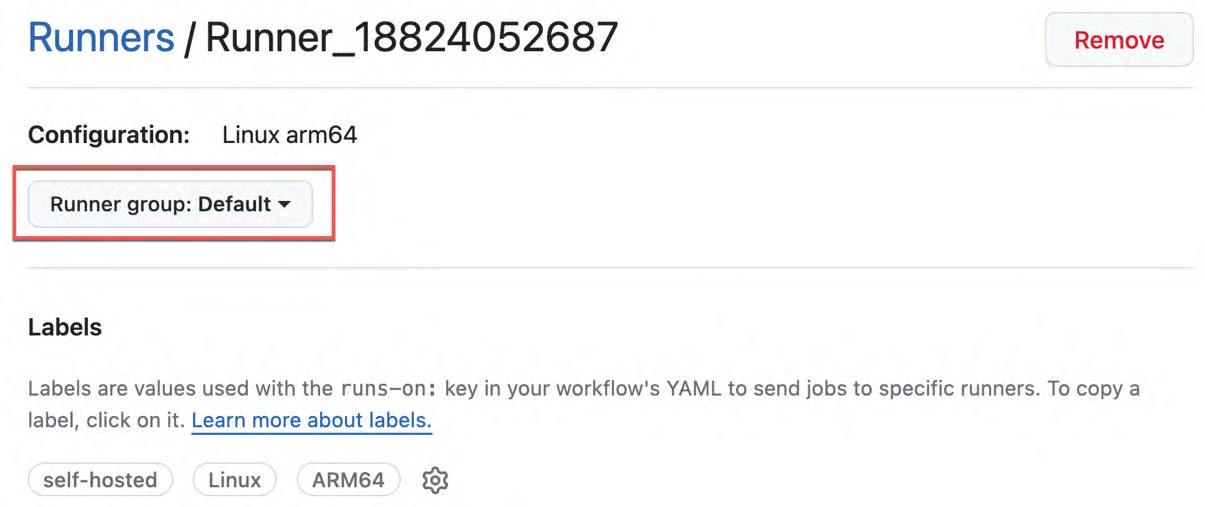 Runners / Runner_18824052687
Remove
Configuration: Linux arm64
Runner group: Default
Labels
Labels are values used with the runs-on: key in your workflow's YAML to send jobs to specific runners. To copy a
label, click on it. Learn more about labels.
self-hosted Linux ARM64